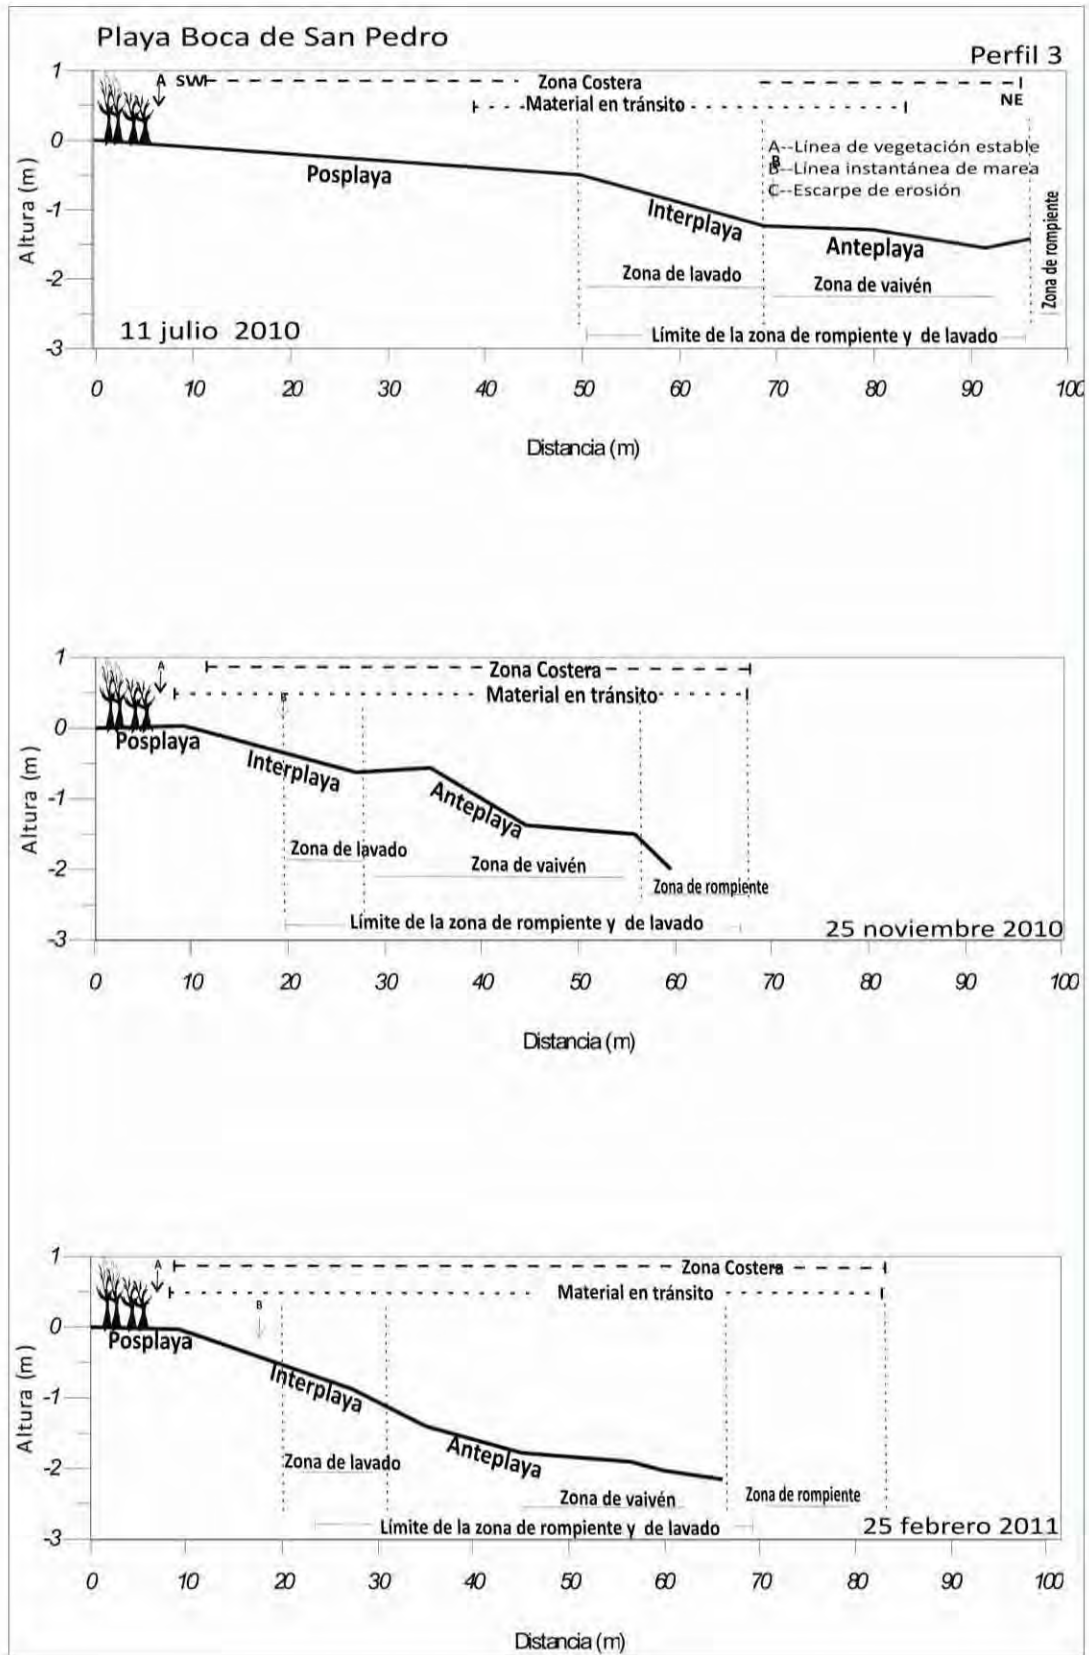 Playa Boca de San Pedro
Perfil 3
A SW Zona Costera
Material en tránsito NE
A--Línea de vegetación estable
B--Línea instantánea de marea
B
C--Escarpe de erosión
Posplaya
Interplaya
Anteplaya
Zona de lavado
Zona de vaivén
Zona de rompiente
Límite de la zona de rompiente y de lavado
11 julio 2010
Altura (m)
1
0
-1
-2
-3
0 10 20 30 40 50 60 70 80 90 100
Distancia (m)
A Zona Costera
Material en tránsito
B
Posplaya
Interplaya
Anteplaya
Zona de lavado
Zona de vaivén
Zona de rompiente
Límite de la zona de rompiente y de lavado
25 noviembre 2010
Altura (m)
1
0
-1
-2
-3
0 10 20 30 40 50 60 70 80 90 100
Distancia (m)
A Zona Costera
Material en tránsito
B
Posplaya
Interplaya
Anteplaya
Zona de lavado
Zona de vaivén
Zona de rompiente
Límite de la zona de rompiente y de lavado
25 febrero 2011
Altura (m)
1
0
-1
-2
-3
0 10 20 30 40 50 60 70 80 90 100
Distancia (m)